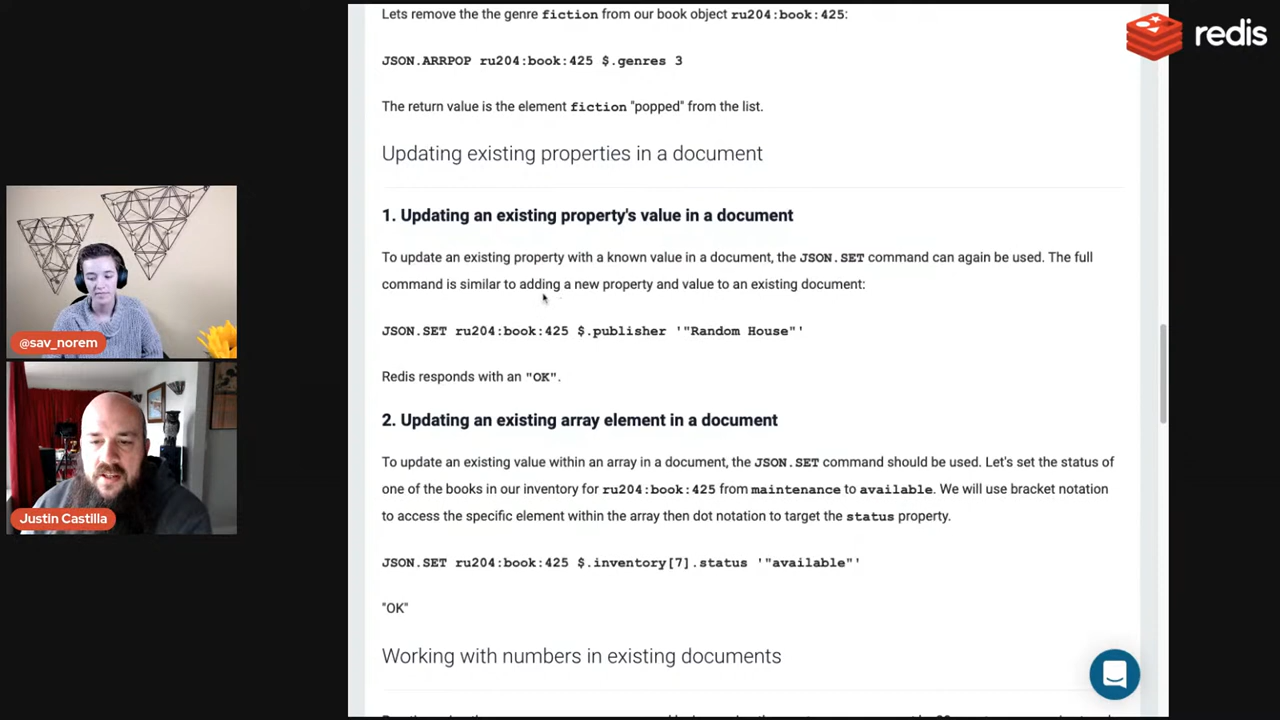 Lets remove the the genre fiction from our book object ru204:book:425:
redis
JSON.ARRPOP ru204:book:425 $.genres 3
The return value is the element fiction "popped" from the list.
Updating existing properties in a document
1. Updating an existing property's value in a document
To update an existing property with a known value in a document, the JSON.SET command can again be used. The full
command is similar to adding a new property and value to an existing document:
JSON.SET ru204:book:425 $.publisher '"Random House"'
@sav_norem
Redis responds with an "OK".
2. Updating an existing array element in a document
To update an existing value within an array in a document, the JSON.SET command should be used. Let's set the status of
one of the books in our inventory for ru204:book:425 from maintenance to available. We will use bracket notation
to access the specific element within the array then dot notation to target the status property.
Justin Castilla
JSON.SET ru204:book:425 $.inventory[7].status '"available"'
"OK"
Working with numbers in existing documents